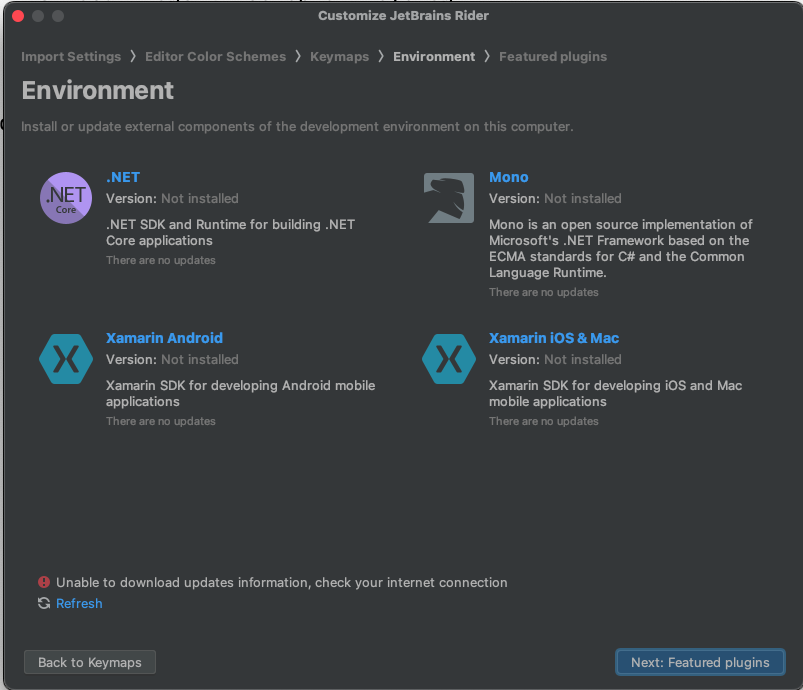 Customize JetBrains Rider
Import Settings ❯ Editor Color Schemes ❯ Keymaps ❯ Environment ❯ Featured plugins
Environment
Install or update external components of the development environment on this computer.
.NET
Core
.NET
Version: Not installed
.NET SDK and Runtime for building .NET
Core applications
There are no updates
Mono
Version: Not installed
Mono is an open source implementation of
Microsoft's .NET Framework based on the
ECMA standards for C# and the Common
Language Runtime.
There are no updates
Xamarin Android
Version: Not installed
Xamarin SDK for developing Android mobile
applications
There are no updates
Xamarin iOS & Mac
Version: Not installed
Xamarin SDK for developing iOS and Mac
mobile applications
There are no updates
Unable to download updates information, check your internet connection
Refresh
Back to Keymaps
Next: Featured plugins